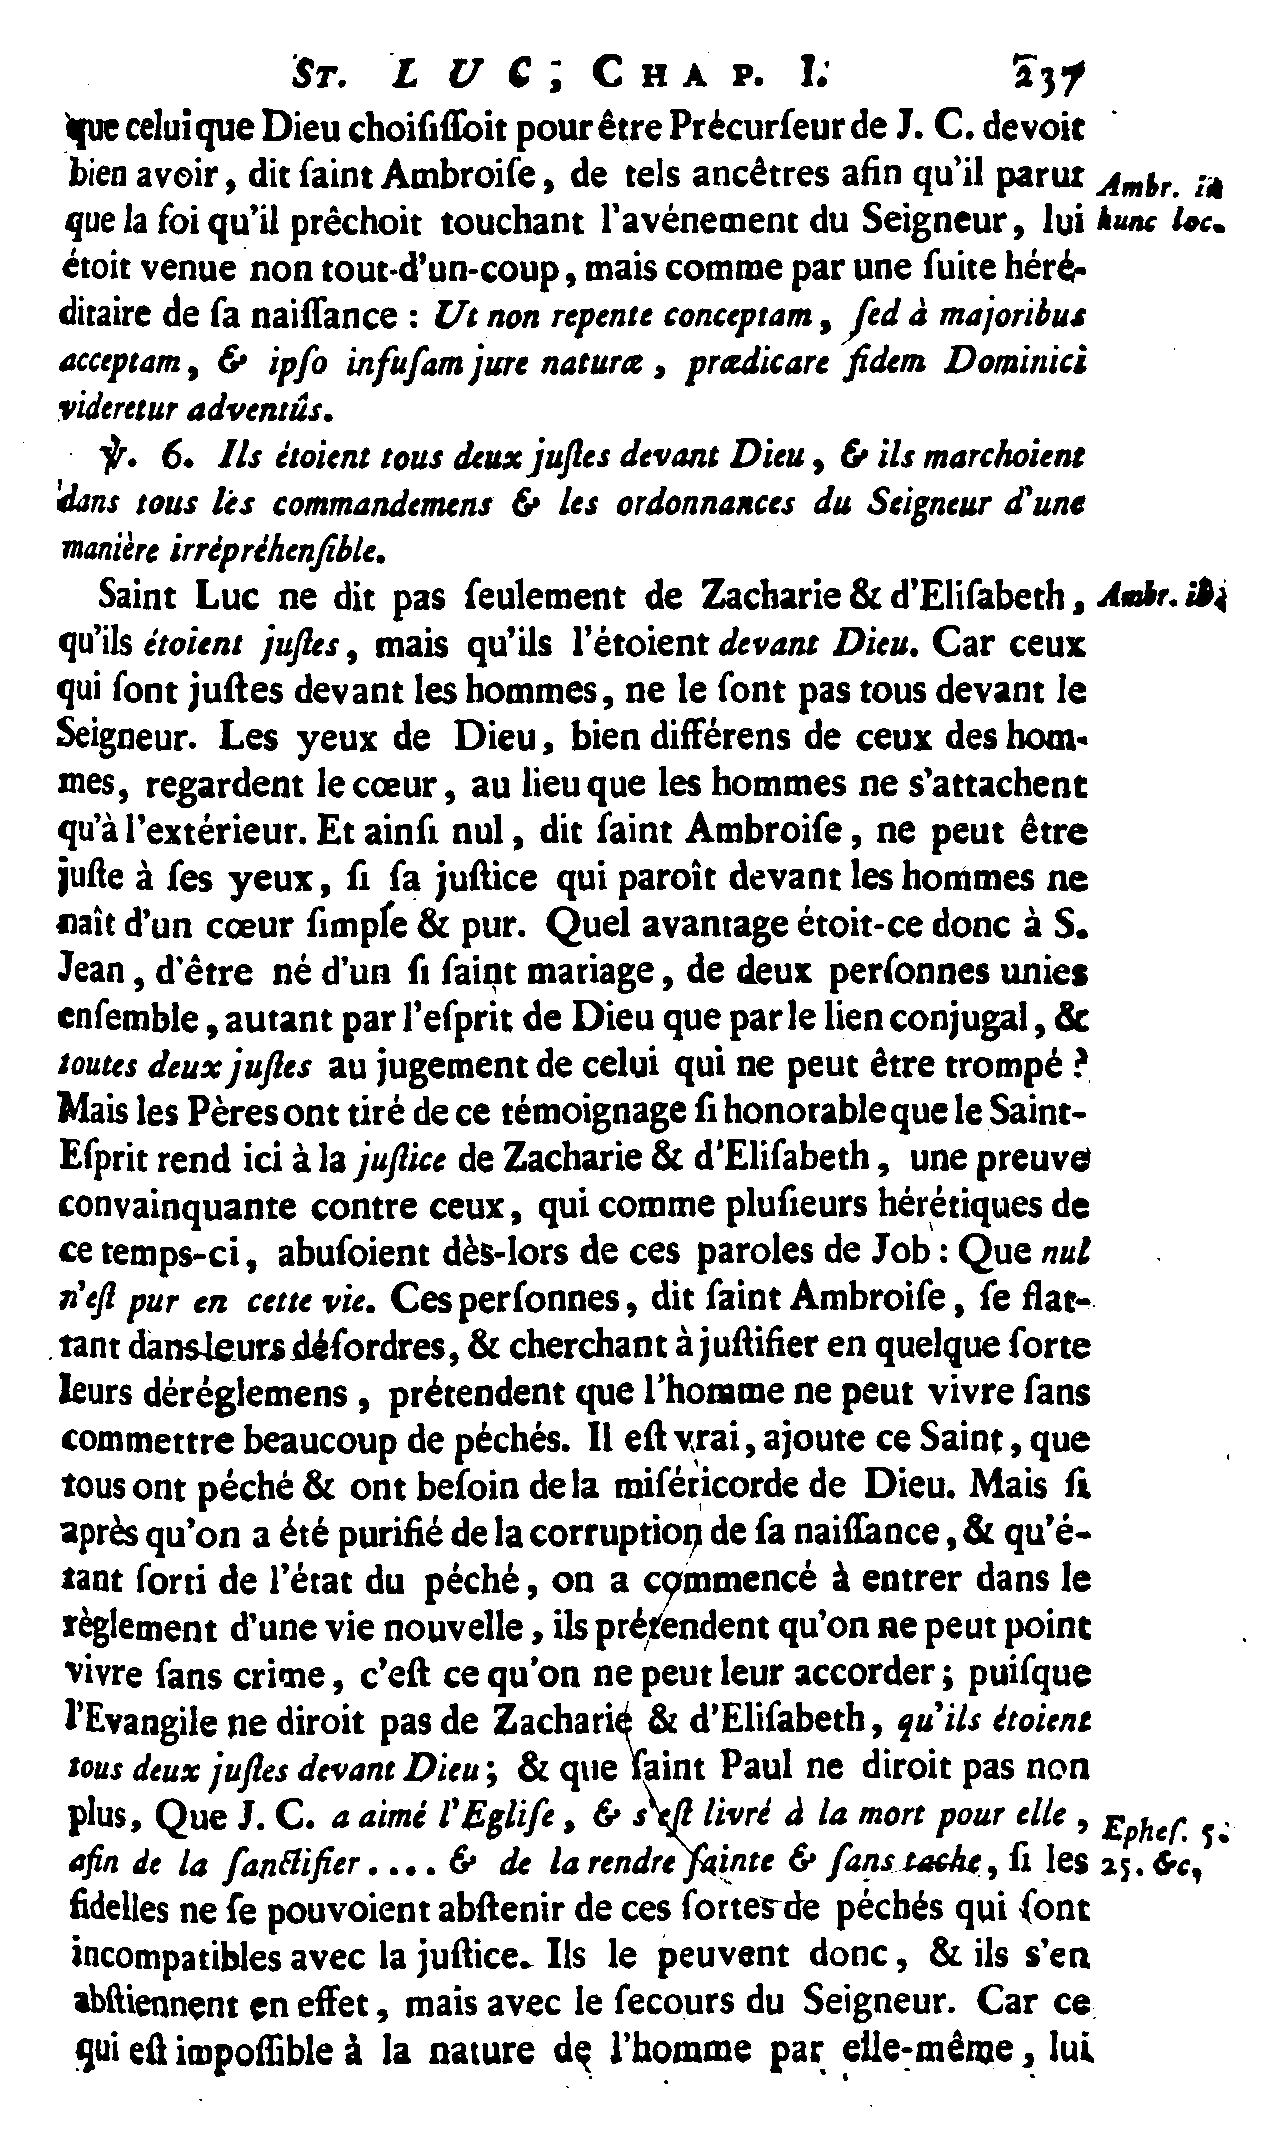 ST. LUC, CHAP. I. 237
que celui que Dieu choiſiſſoit pour être Précurſeur de J. C. devoit
bien avoir, dit ſaint Ambroiſe, de tels ancêtres afin qu'il parut
Ambr. in
que la foi qu'il prêchoit touchant l'avénement du Seigneur, lui
hunc loc.
étoit venue non tout-d'un-coup, mais comme par une ſuite héré-
ditaire de ſa naiſſance : Ut non repente conceptam, ſed à majoribus
acceptam, & ipſo infuſam jure naturæ, prædicare fidem Dominici
videretur adventûs.
℣. 6. Ils étoient tous deux juſtes devant Dieu, & ils marchoient
dans tous les commandemens & les ordonnances du Seigneur d'une
manière irrépréhenſible.
Saint Luc ne dit pas ſeulement de Zacharie & d'Eliſabeth,
Ambr. ibi
qu'ils étoient juſtes, mais qu'ils l'étoient devant Dieu. Car ceux
qui ſont juſtes devant les hommes, ne le ſont pas tous devant le
Seigneur. Les yeux de Dieu, bien différens de ceux des hom-
mes, regardent le cœur, au lieu que les hommes ne s'attachent
qu'à l'extérieur. Et ainſi nul, dit ſaint Ambroiſe, ne peut être
juſte à ſes yeux, ſi ſa juſtice qui paroît devant les hommes ne
naît d'un cœur ſimple & pur. Quel avantage étoit-ce donc à S.
Jean, d'être né d'un ſi ſaint mariage, de deux perſonnes unies
enſemble, autant par l'eſprit de Dieu que par le lien conjugal, &
toutes deux juſtes au jugement de celui qui ne peut être trompé ?
Mais les Pères ont tiré de ce témoignage ſi honorable que le Saint-
Eſprit rend ici à la juſtice de Zacharie & d'Eliſabeth, une preuve
convainquante contre ceux, qui comme pluſieurs hérétiques de
ce temps-ci, abuſoient dès-lors de ces paroles de Job : Que nul
n'eſt pur en cette vie. Ces perſonnes, dit ſaint Ambroiſe, ſe flat-
tant dans leurs déſordres, & cherchant à juſtifier en quelque ſorte
leurs déréglemens, prétendent que l'homme ne peut vivre ſans
commettre beaucoup de péchés. Il eſt vrai, ajoute ce Saint, que
tous ont péché & ont beſoin de la miſéricorde de Dieu. Mais ſi
après qu'on a été purifié de la corruption de ſa naiſſance, & qu'é-
tant ſorti de l'état du péché, on a commencé à entrer dans le
règlement d'une vie nouvelle, ils prétendent qu'on ne peut point
vivre ſans crime, c'eſt ce qu'on ne peut leur accorder ; puiſque
l'Evangile ne diroit pas de Zacharie & d'Eliſabeth, qu'ils étoient
tous deux juſtes devant Dieu ; & que ſaint Paul ne diroit pas non
plus, Que J. C. a aimé l'Egliſe, & s'eſt livré à la mort pour elle,
Epheſ. 5.
afin de la ſanctifier.... & de la rendre ſainte & ſans tache, ſi les
25. &c,
fidelles ne ſe pouvoient abſtenir de ces ſortes de péchés qui ſont
incompatibles avec la juſtice. Ils le peuvent donc, & ils s'en
abſtiennent en effet, mais avec le ſecours du Seigneur. Car ce
qui eſt impoſſible à la nature de l'homme par elle-même, lui